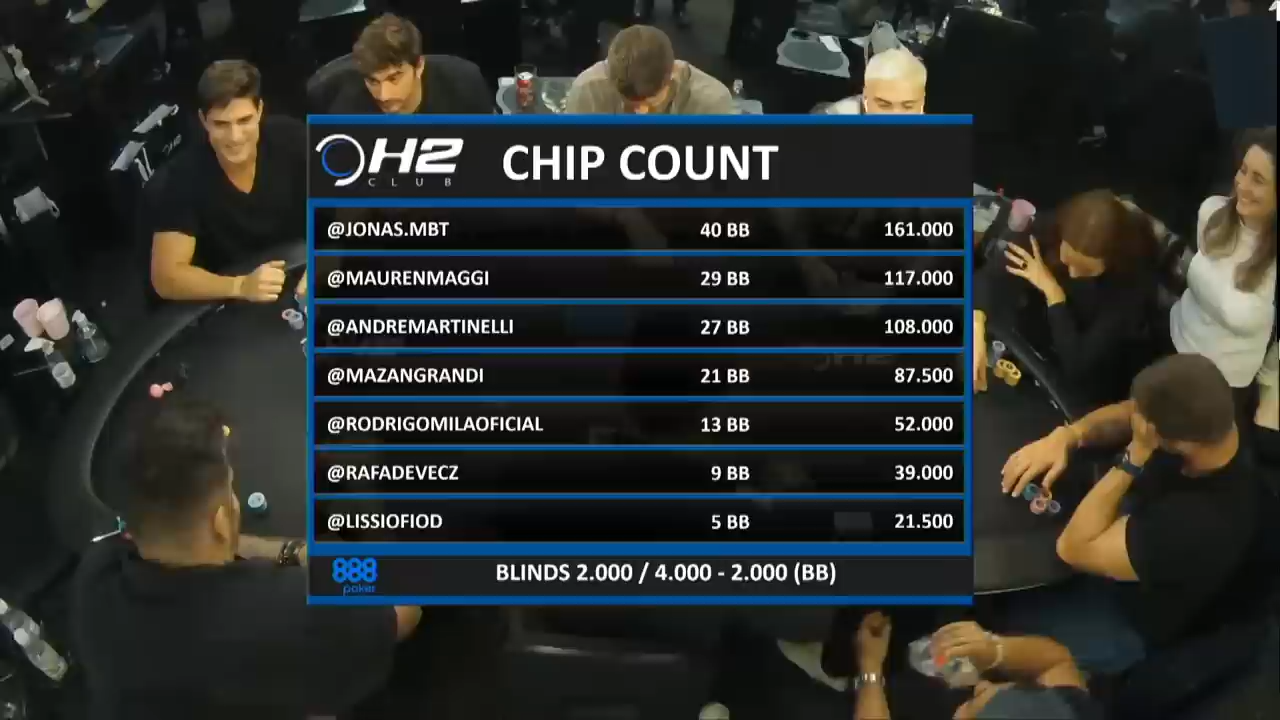 H2 CLUB
CHIP COUNT
@JONAS.MBT 40 BB 161.000
@MAURENMAGGI 29 BB 117.000
@ANDREMARTINELLI 27 BB 108.000
@MAZANGRANDI 21 BB 87.500
@RODRIGOMILAOFICIAL 13 BB 52.000
@RAFADEVECZ 9 BB 39.000
@LISSIOFIOD 5 BB 21.500
888 poker
BLINDS 2.000 / 4.000 - 2.000 (BB)